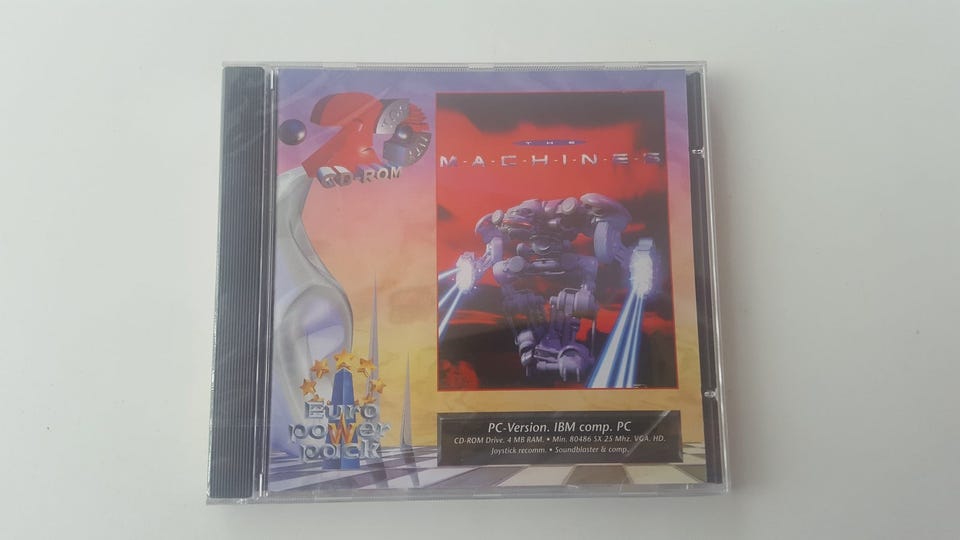 CD-ROM
THE
M·A·C·H·I·N·E·S
Euro
power
pack
PC-Version. IBM comp. PC
CD-ROM Drive. 4 MB RAM. • Min. 80486 SX 25 Mhz. VGA. HD.
Joystick recomm. • Soundblaster & comp.